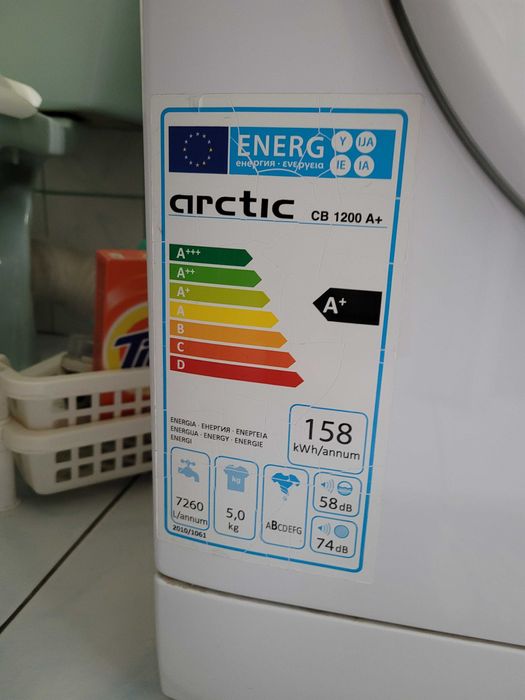 ENERG
Y IJA
IE IA
енергия · ενεργεια
arctic CB 1200 A+
A+++
A++
A+
A
B
C
D
A+
ENERGIA · ЕНЕРГИЯ · ΕΝΕΡΓΕΙΑ
ENERGIJA · ENERGY · ENERGIE
ENERGI
158
kWh/annum
7260
L/annum
kg
5,0
kg
ABCDEFG
58dB
74dB
2010/1061